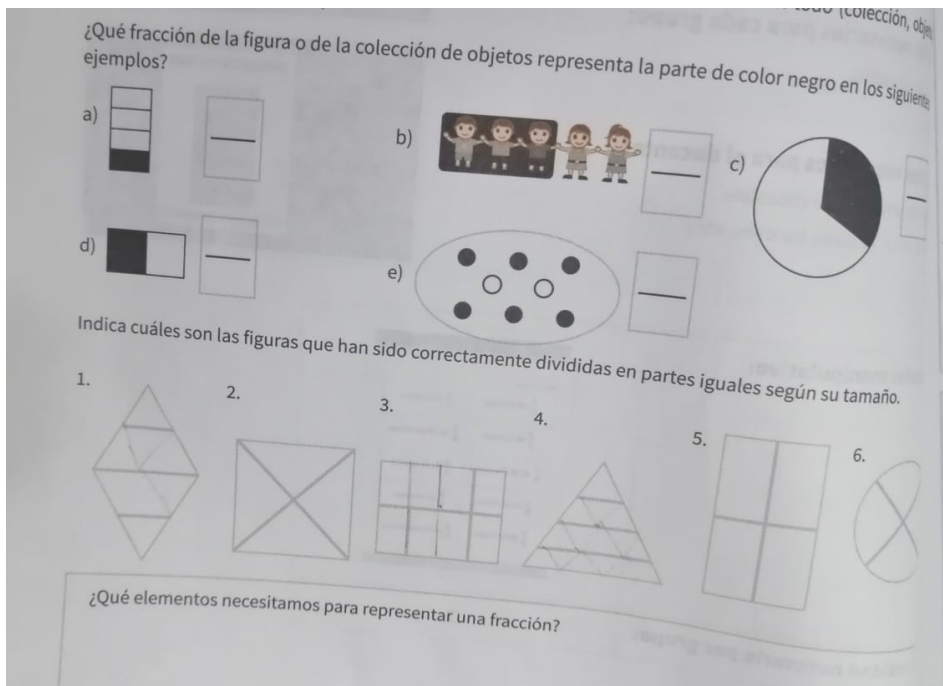 (colección, obje
¿Qué fracción de la figura o de la colección de objetos representa la parte de color negro en los siguiente
ejemplos?
a)
b)
c)
d)
e)
Indica cuáles son las figuras que han sido correctamente divididas en partes iguales según su tamaño.
1.
2.
3.
4.
5.
6.
¿Qué elementos necesitamos para representar una fracción?